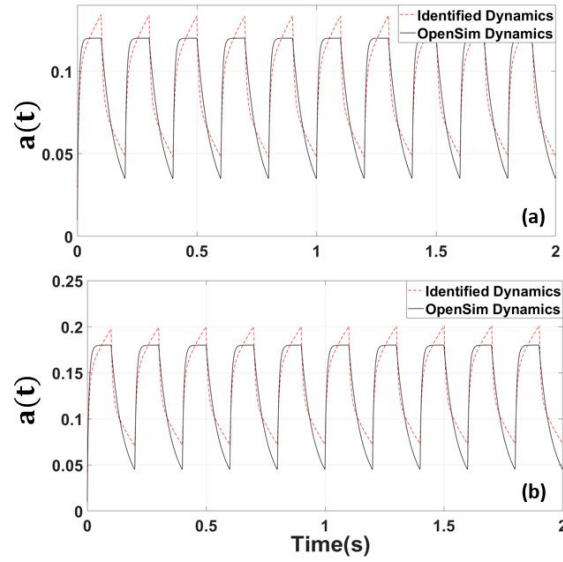 Identified Dynamics
OpenSim Dynamics
0.1
a(t)
0.05
(a)
0
0 0.5 1 1.5 2
0.25
Identified Dynamics
OpenSim Dynamics
0.2
0.15
a(t)
0.1
0.05
(b)
0
0 0.5 1 1.5 2
Time(s)